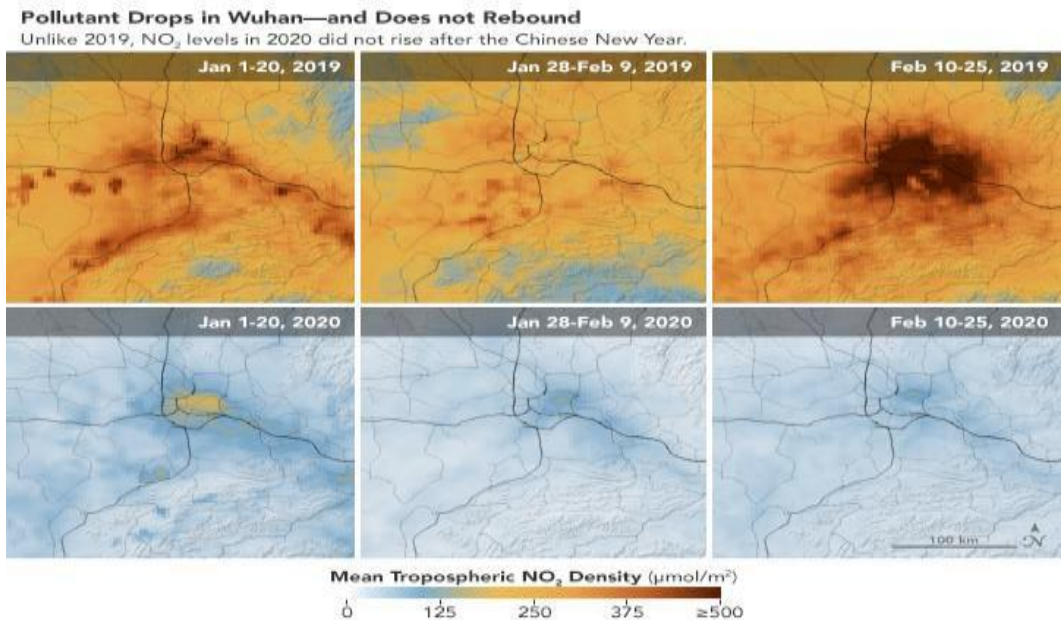 Pollutant Drops in Wuhan—and Does not Rebound
Unlike 2019, NO₂ levels in 2020 did not rise after the Chinese New Year.
Jan 1-20, 2019
Jan 28-Feb 9, 2019
Feb 10-25, 2019
Jan 1-20, 2020
Jan 28-Feb 9, 2020
Feb 10-25, 2020
100 km
N
Mean Tropospheric NO₂ Density (μmol/m²)
0 125 250 375 ≥500